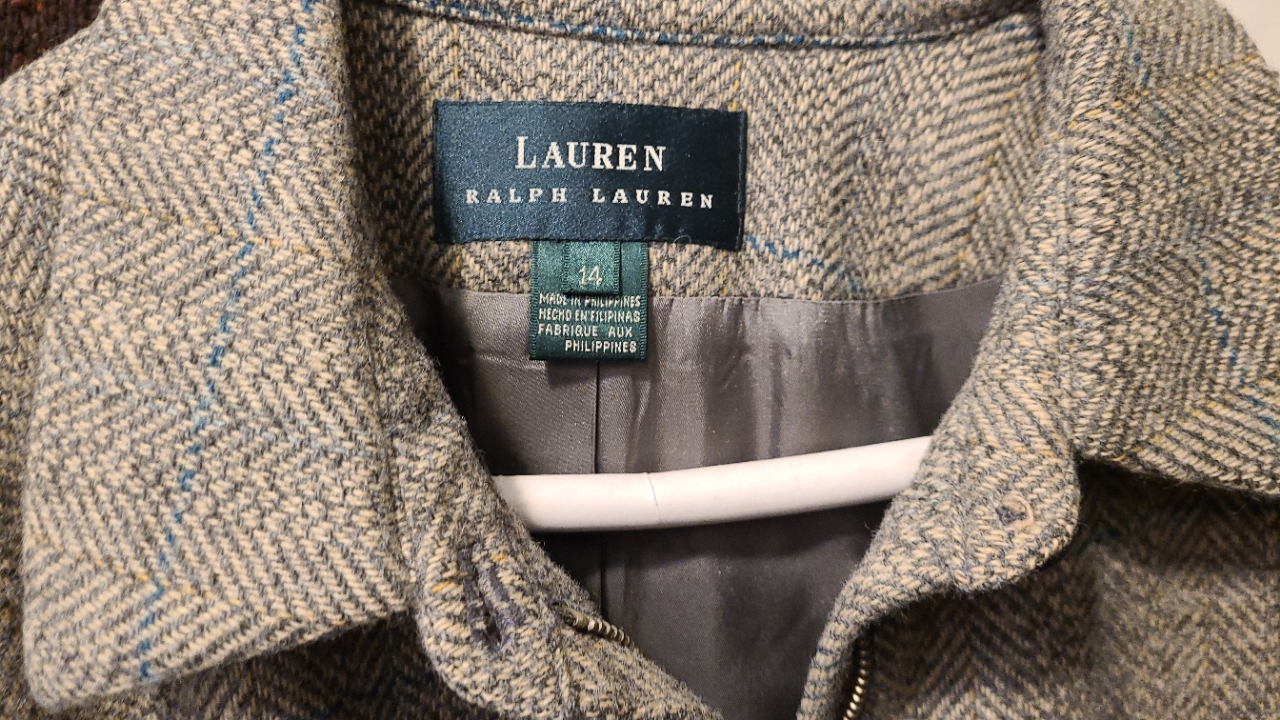 LAUREN
RALPH LAUREN
14
MADE IN PHILIPPINES
HECHO EN FILIPINAS
FABRIQUE AUX
PHILIPPINES